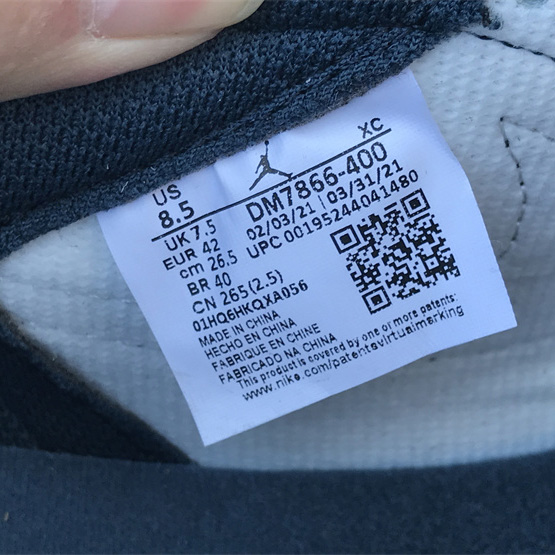 XC
US
8.5
DM7866-400
UK 7.5
02/03/21 | 03/31/21
EUR 42
UPC 00195244041480
cm 26.5
BR 40
CN 265(2.5)
01HQ6HKQXA056
MADE IN CHINA
HECHO EN CHINA
FABRIQUE EN CHINE
FABRICADO NA CHINA
This product is covered by one or more patents:
www.nike.com/patentsvirtualmarking